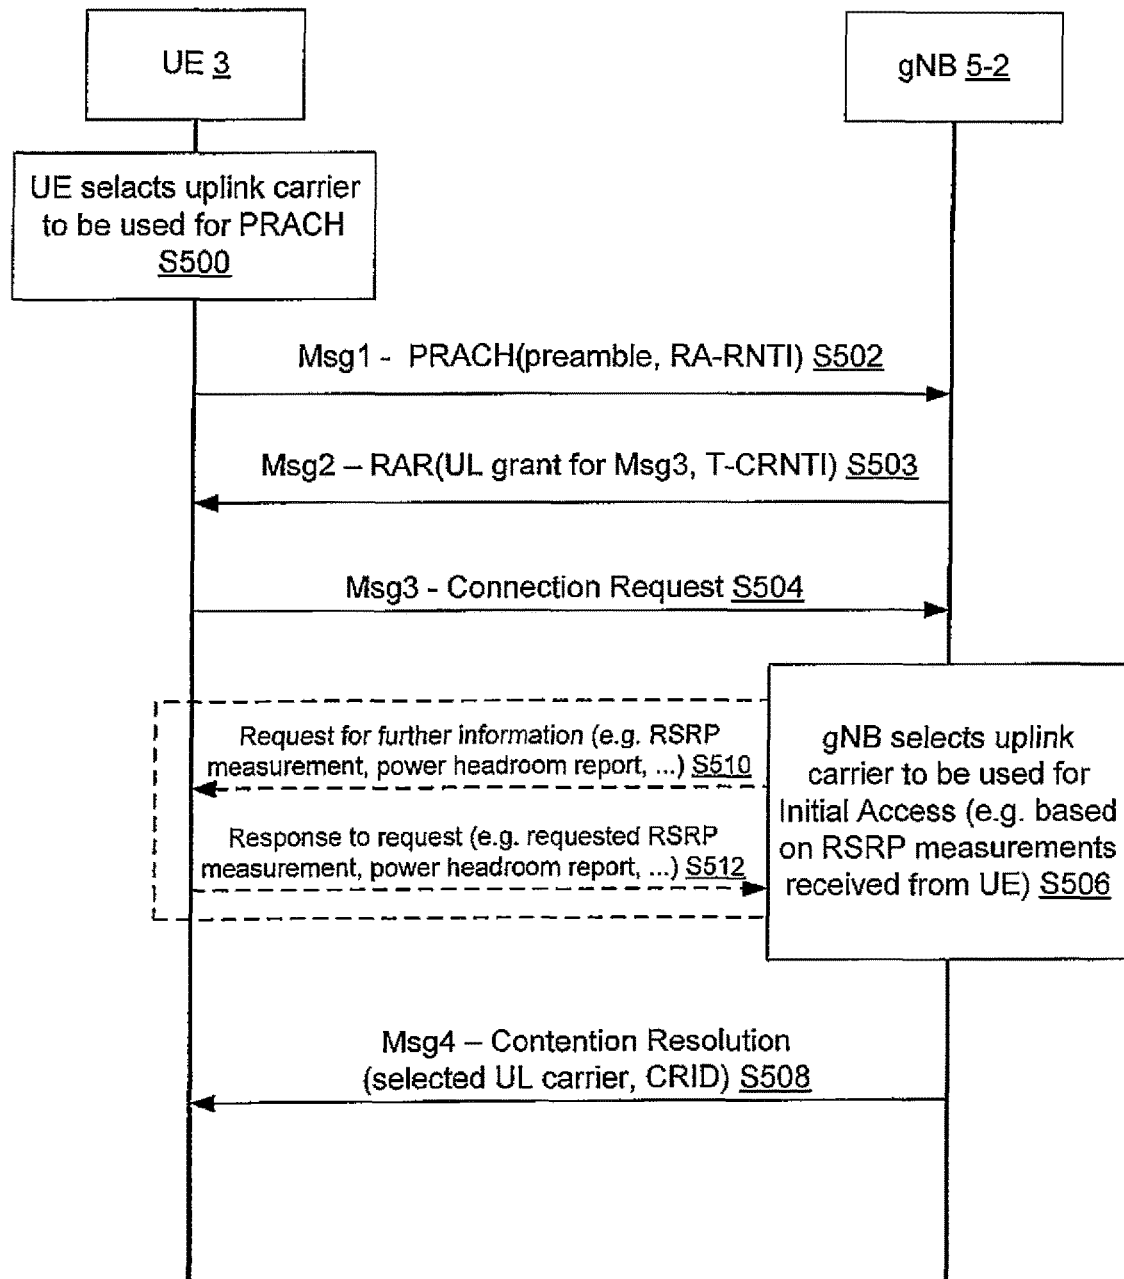 UE 3
gNB 5-2
UE selacts uplink carrier
to be used for PRACH
S500
Msg1 - PRACH(preamble, RA-RNTI) S502
Msg2 – RAR(UL grant for Msg3, T-CRNTI) S503
Msg3 - Connection Request S504
Request for further information (e.g. RSRP
measurement, power headroom report, ...) S510
Response to request (e.g. requested RSRP
measurement, power headroom report, ...) S512
gNB selects uplink
carrier to be used for
Initial Access (e.g. based
on RSRP measurements
received from UE) S506
Msg4 – Contention Resolution
(selected UL carrier, CRID) S508